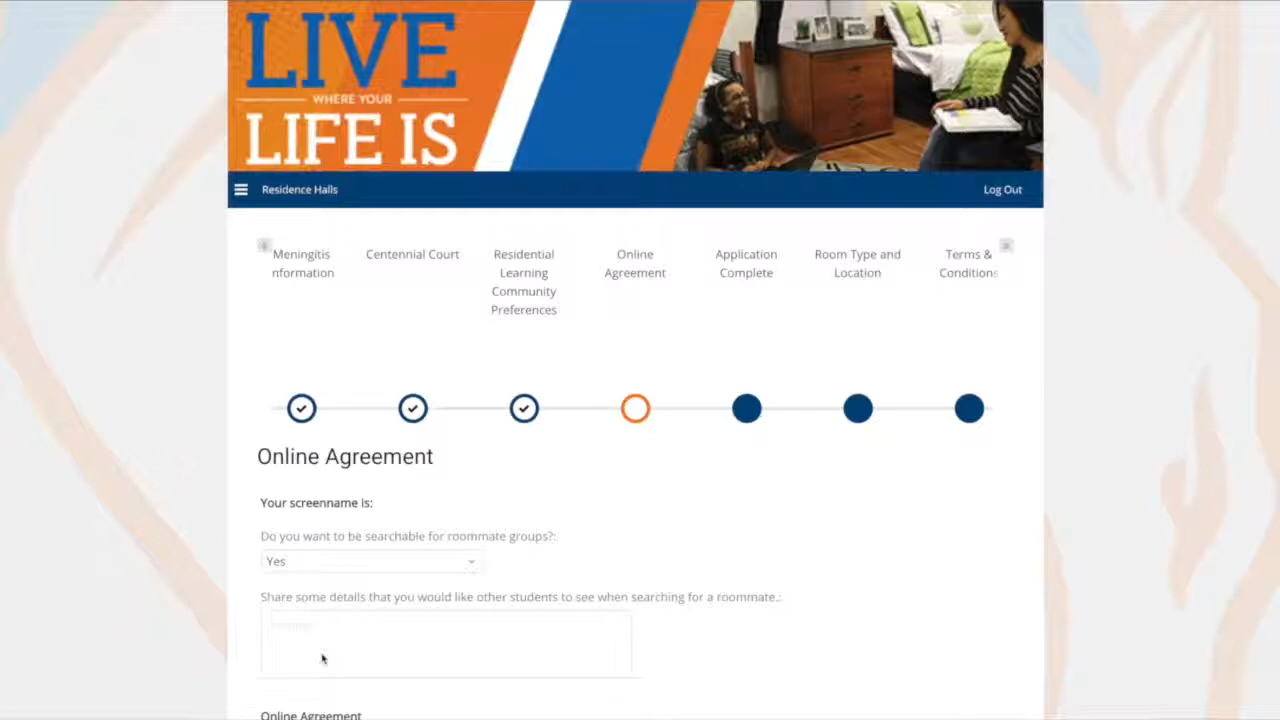 LIVE
WHERE YOUR
LIFE IS
Residence Halls
Log Out
Meningitis
nformation
Centennial Court
Residential
Learning
Community
Preferences
Online
Agreement
Application
Complete
Room Type and
Location
Terms &
Conditions
Online Agreement
Your screenname is:
Do you want to be searchable for roommate groups?:
Yes
Share some details that you would like other students to see when searching for a roommate.:
Online Agreement